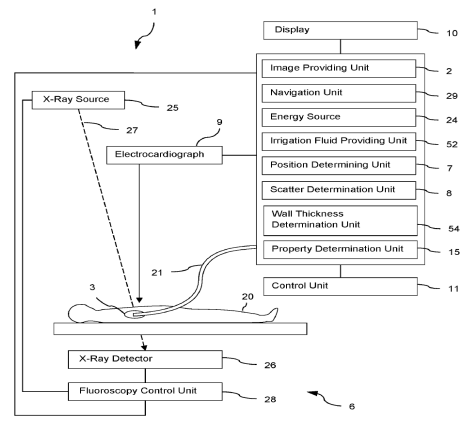 1
Display
10
Image Providing Unit
2
X-Ray Source
25
Navigation Unit
29
27
9
Energy Source
24
Electrocardiograph
Irrigation Fluid Providing Unit
52
Position Determining Unit
7
Scatter Determination Unit
8
Wall Thickness
Determination Unit
54
Property Determination Unit
15
21
3
20
Control Unit
11
X-Ray Detector
26
Fluoroscopy Control Unit
28
6